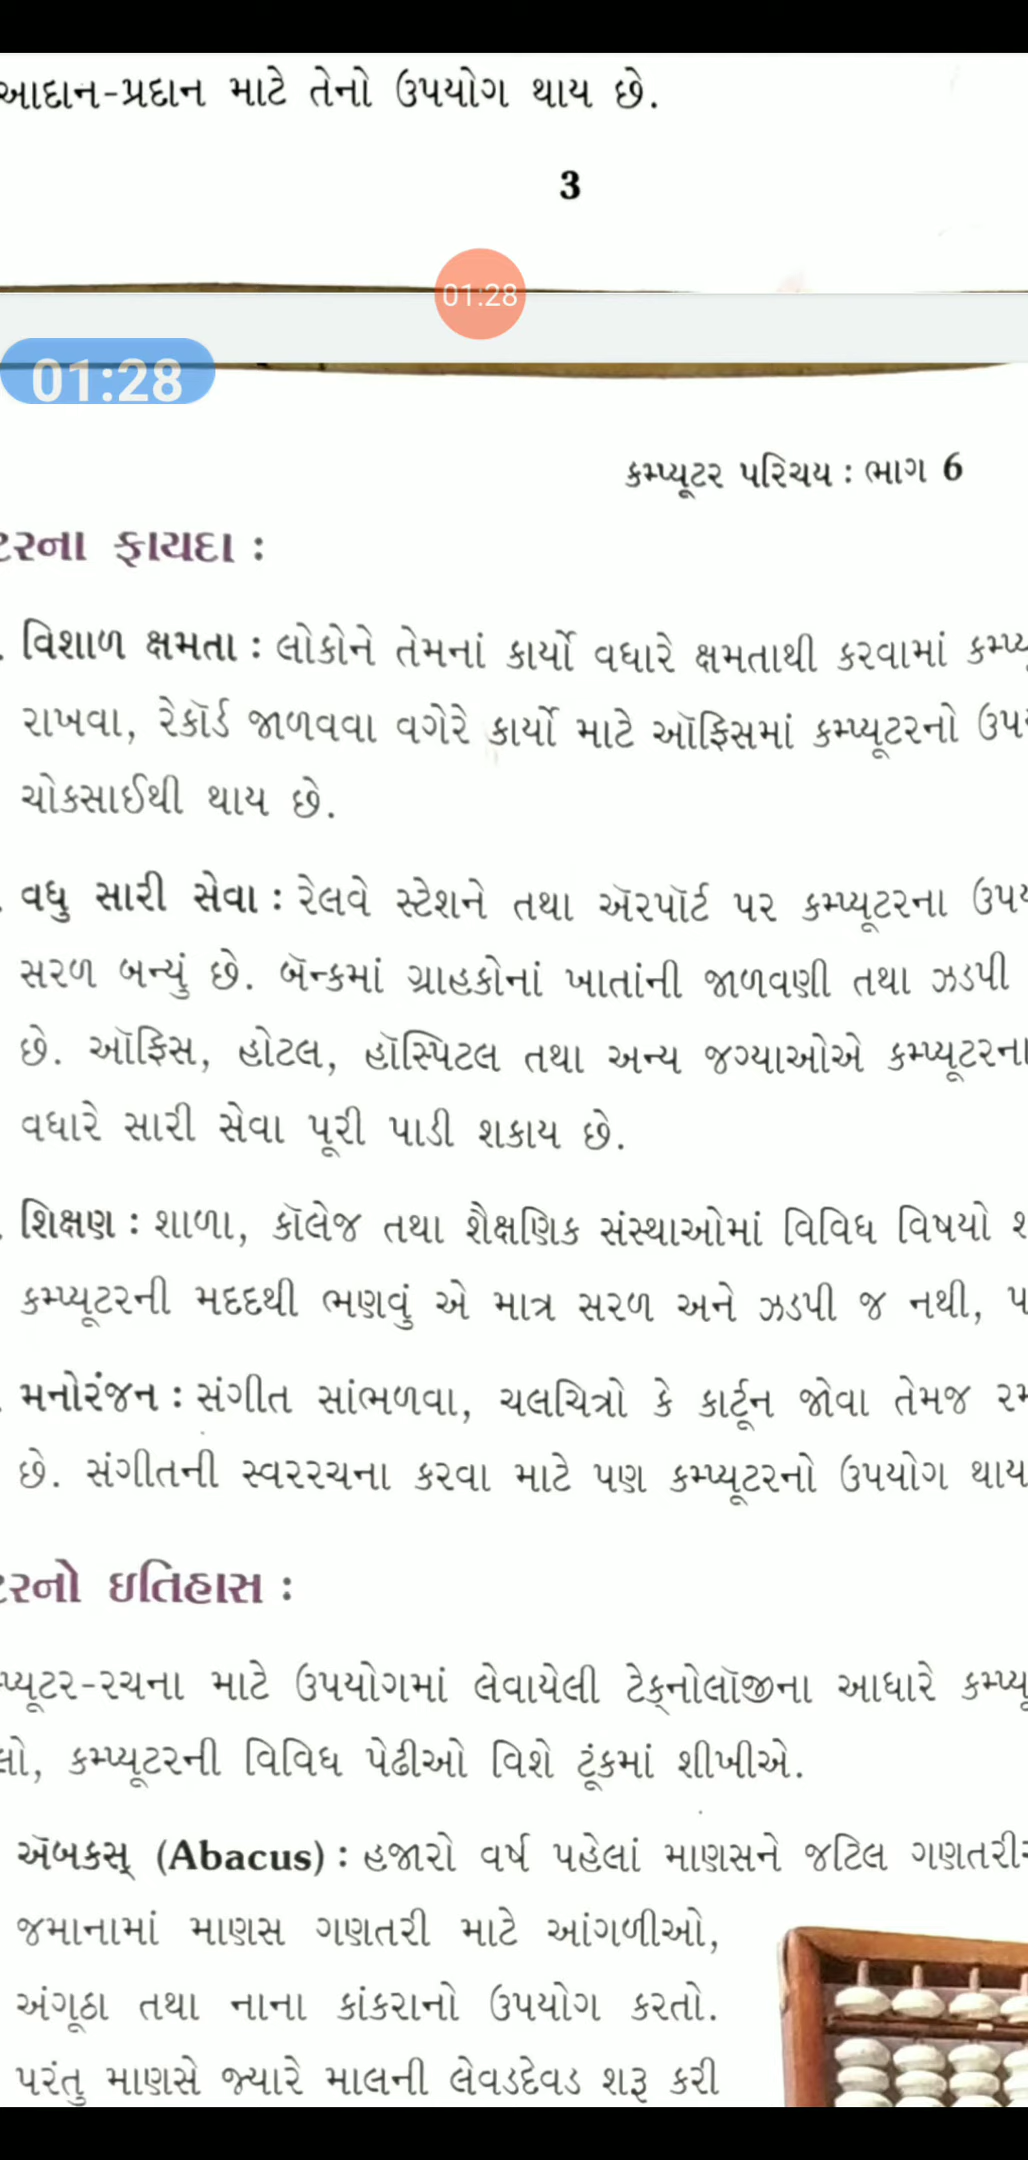 આદાન-પ્રદાન માટે તેનો ઉપયોગ થાય છે.
3
01:28
01:28
કમ્પ્યૂટર પરિચય : ભાગ 6
ફાયદા :
વિશાળ ક્ષમતા : લોકોને તેમનાં કાર્યો વધારે ક્ષમતાથી કરવામાં
રાખવા, રેકૉર્ડ જાળવવા વગેરે કાર્યો માટે ઑફિસમાં કમ્પ્યૂટરનો
ચોકસાઈથી થાય છે.
વધુ સારી સેવા : રેલવે સ્ટેશને તથા ઍરપૉર્ટ પર કમ્પ્યૂટરના
સરળ બન્યું છે. બૅન્કમાં ગ્રાહકોનાં ખાતાંની જાળવણી તથા ઝડપી
છે. ઑફિસ, હોટલ, હૉસ્પિટલ તથા અન્ય જગ્યાઓએ કમ્પ્યૂટરના
વધારે સારી સેવા પૂરી પાડી શકાય છે.
શિક્ષણ : શાળા, કૉલેજ તથા શૈક્ષણિક સંસ્થાઓમાં વિવિધ વિષયો
કમ્પ્યૂટરની મદદથી ભણવું એ માત્ર સરળ અને ઝડપી જ નથી,
મનોરંજન : સંગીત સાંભળવા, ચલચિત્રો કે કાર્ટૂન જોવા તેમજ
છે. સંગીતની સ્વરરચના કરવા માટે પણ કમ્પ્યૂટરનો ઉપયોગ થાય
ઇતિહાસ :
મ્પ્યૂટર-રચના માટે ઉપયોગમાં લેવાયેલી ટેક્નોલૉજીના આધારે
કમ્પ્યૂટરની વિવિધ પેઢીઓ વિશે ટૂંકમાં શીખીએ.
ઍબકસ્ (Abacus) : હજારો વર્ષ પહેલાં માણસને જટિલ
જમાનામાં માણસ ગણતરી માટે આંગળીઓ,
અંગૂઠા તથા નાના કાંકરાનો ઉપયોગ કરતો.
પરંતુ માણસે જ્યારે માલની લેવડદેવડ શરૂ કરી